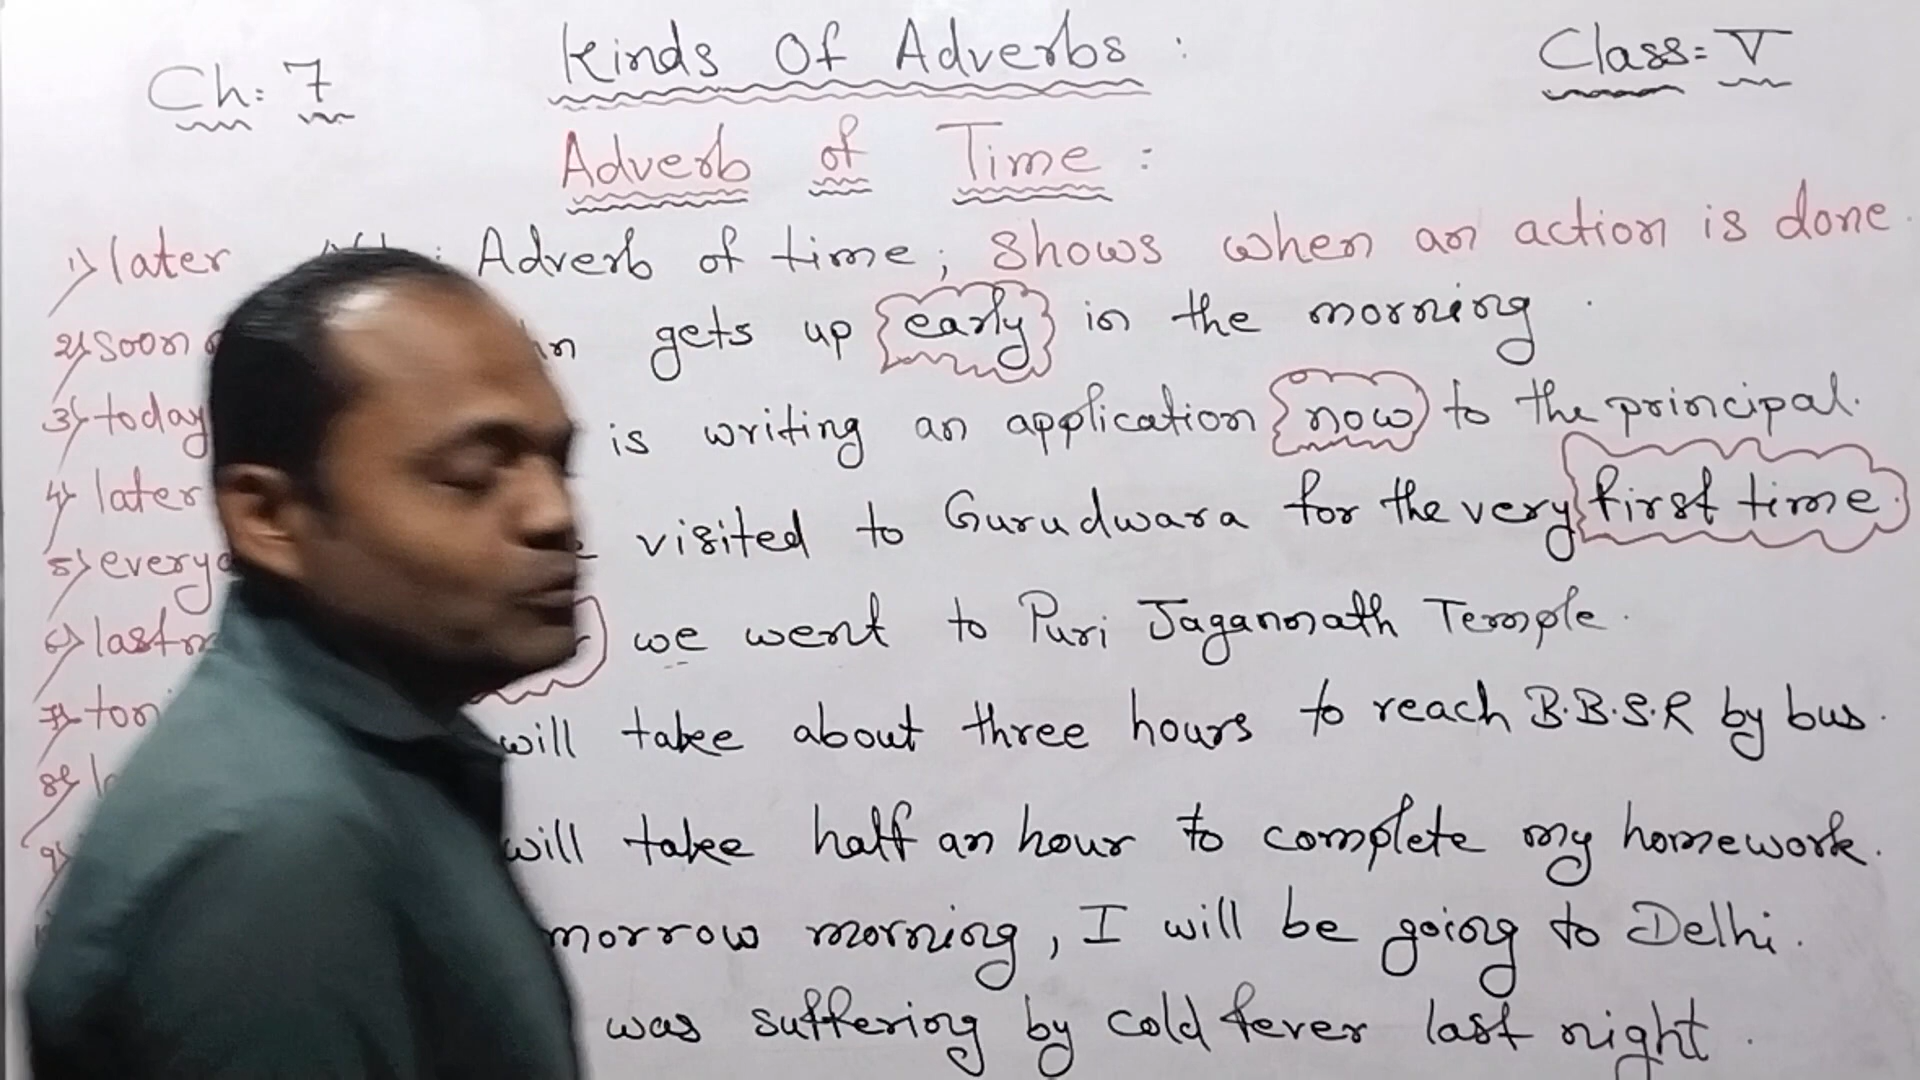 Ch: 7
Kinds Of Adverbs :
Class = V
Adverb of Time :
1) later
Adverb of time; shows when an action is done.
2) soon
gets up early in the morning.
3) today
is writing an application now to the principal.
4) later
visited to Gurudwara for the very first time.
5)
6)
we went to Puri Jagannath Temple.
7)
will take about three hours to reach B.B.S.R by bus.
8)
will take half an hour to complete my homework.
9)
morning, I will be going to Delhi.
was suffering by cold fever last night.